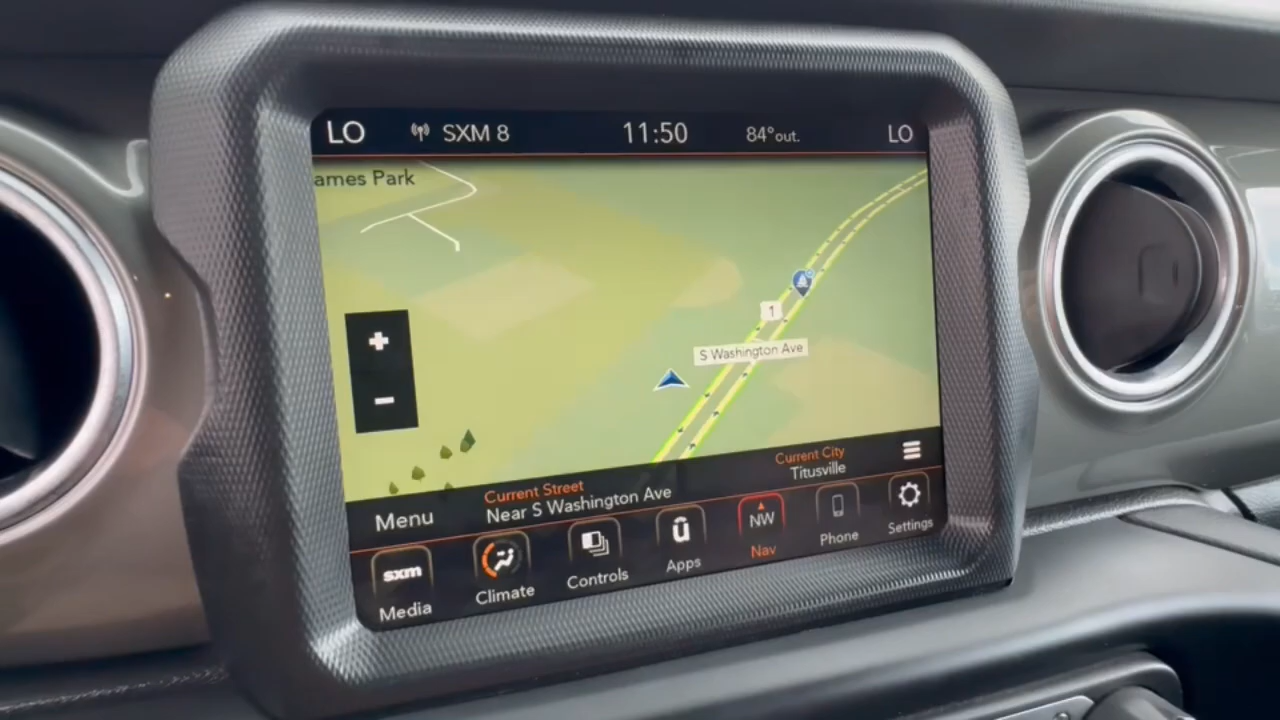 LO SXM 8 11:50 84° out. LO
ames Park
1
S Washington Ave
+
−
Current Street
Near S Washington Ave
Current City
Titusville
Menu
sxm
Media
Climate
Controls
û
Apps
NW
Nav
Phone
Settings